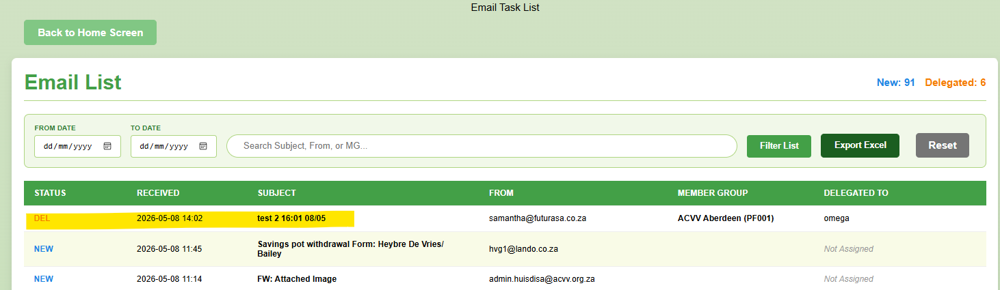 Email Task List
Back to Home Screen
Email List
New: 91 Delegated: 6
FROM DATE TO DATE
dd/mm/yyyy dd/mm/yyyy Search Subject, From, or MG... Filter List Export Excel Reset
STATUS RECEIVED SUBJECT FROM MEMBER GROUP DELEGATED TO
DEL 2026-05-08 14:02 test 2 16:01 08/05 samantha@futurasa.co.za ACVV Aberdeen (PF001) omega
NEW 2026-05-08 11:45 Savings pot withdrawal Form: Heybre De Vries/ hvg1@lando.co.za Not Assigned
Bailey
NEW 2026-05-08 11:14 FW: Attached Image admin.huisdisa@acvv.org.za Not Assigned